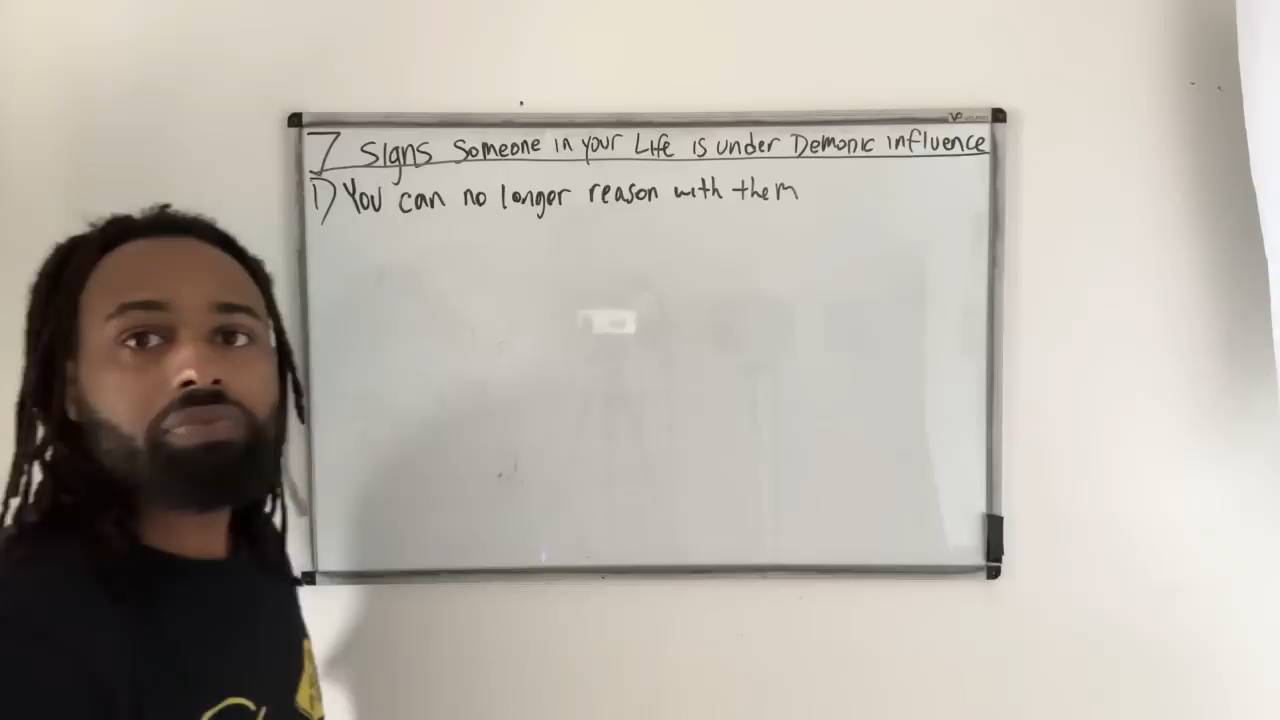 7 Signs Someone in your Life is under Demonic influence
1) You can no longer reason with them